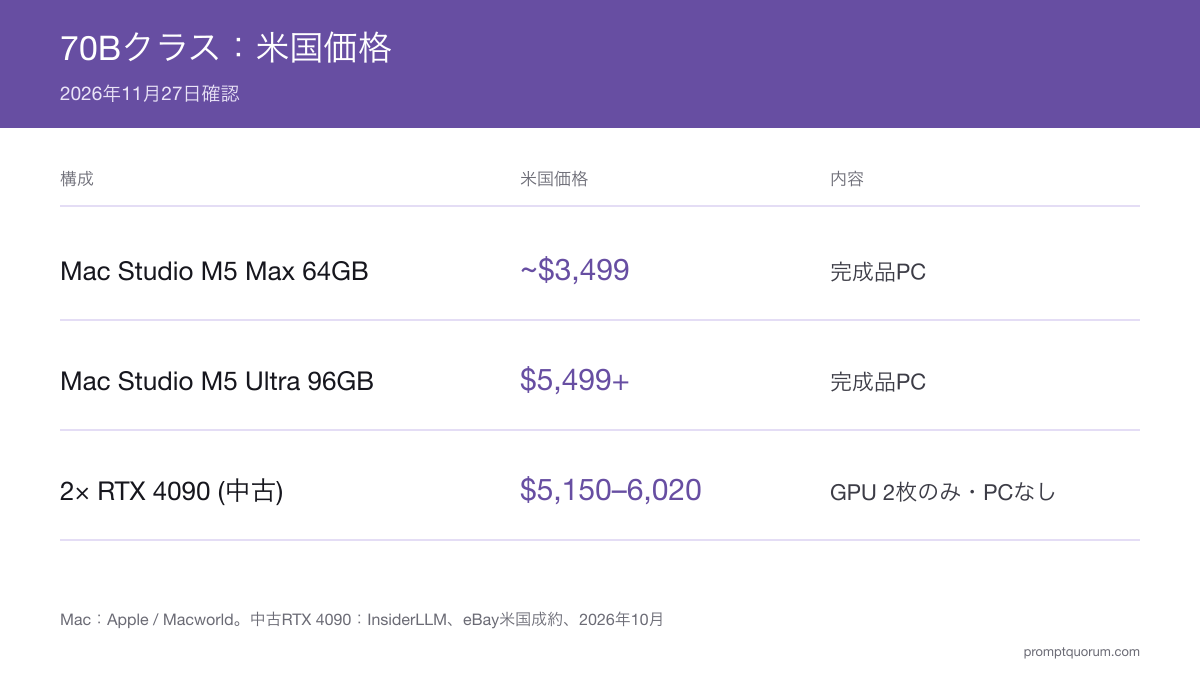 70Bクラス：米国価格
2026年11月27日確認
構成 米国価格 内容
Mac Studio M5 Max 64GB ~$3,499 完成品PC
Mac Studio M5 Ultra 96GB $5,499+ 完成品PC
2× RTX 4090 (中古) $5,150–6,020 GPU 2枚のみ・PCなし
Mac：Apple / Macworld。中古RTX 4090：InsiderLLM、eBay米国成約、2026年10月
promptquorum.com